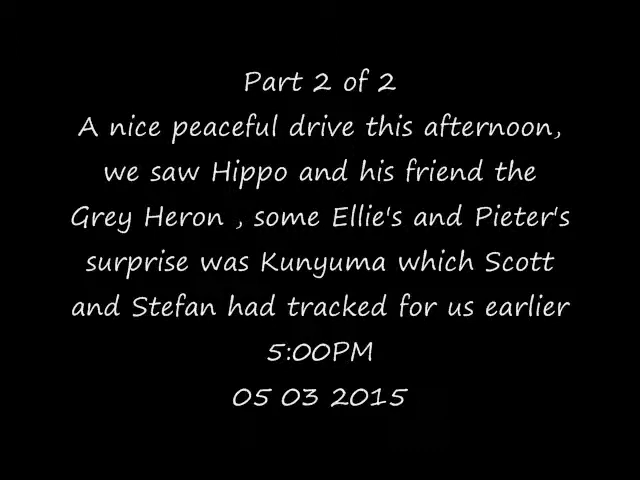 Part 2 of 2
A nice peaceful drive this afternoon,
we saw Hippo and his friend the
Grey Heron , some Ellie's and Pieter's
surprise was Kunyuma which Scott
and Stefan had tracked for us earlier
5:00PM
05 03 2015